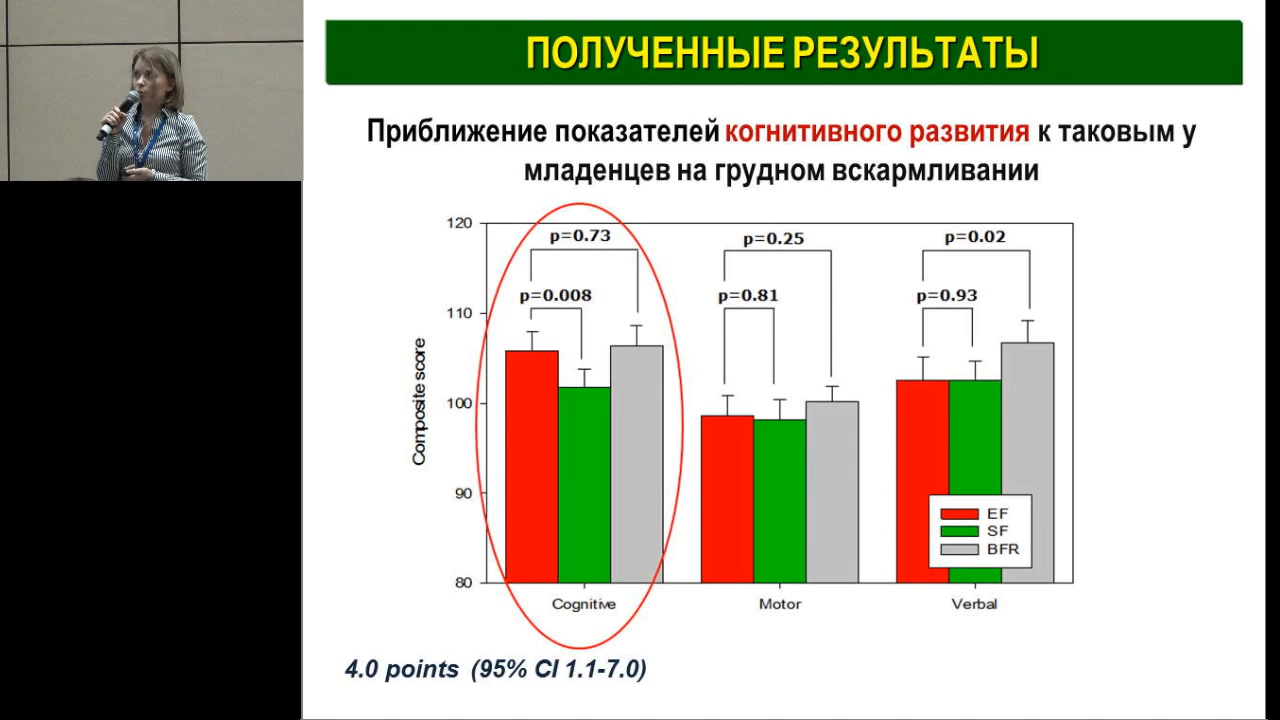 ПОЛУЧЕННЫЕ РЕЗУЛЬТАТЫ
Приближение показателей когнитивного развития к таковым у
младенцев на грудном вскармливании
120
110
100
90
80
Composite score
p=0.73
p=0.008
p=0.25
p=0.81
p=0.02
p=0.93
EF
SF
BFR
Cognitive
Motor
Verbal
4.0 points (95% CI 1.1-7.0)